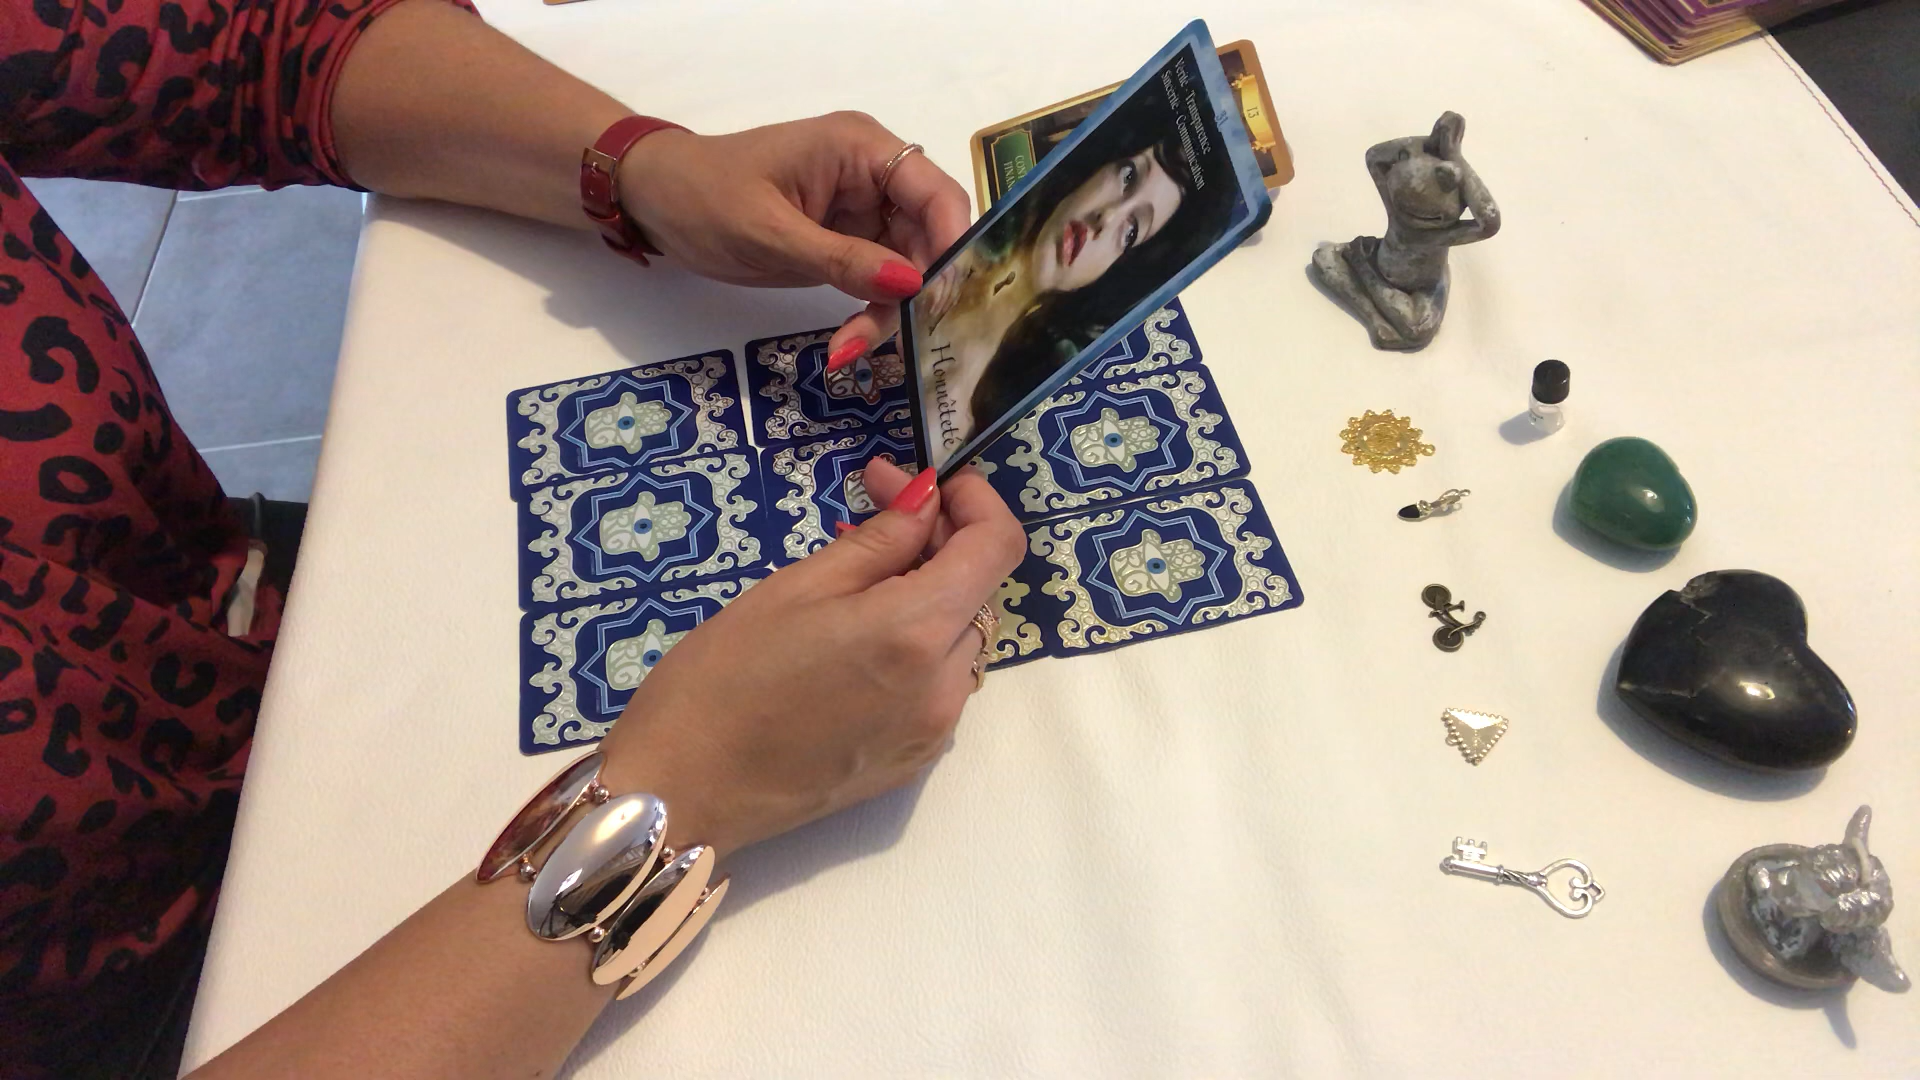 Vérité - Transparence
Sincérité - Communication
31
Honnêteté
13